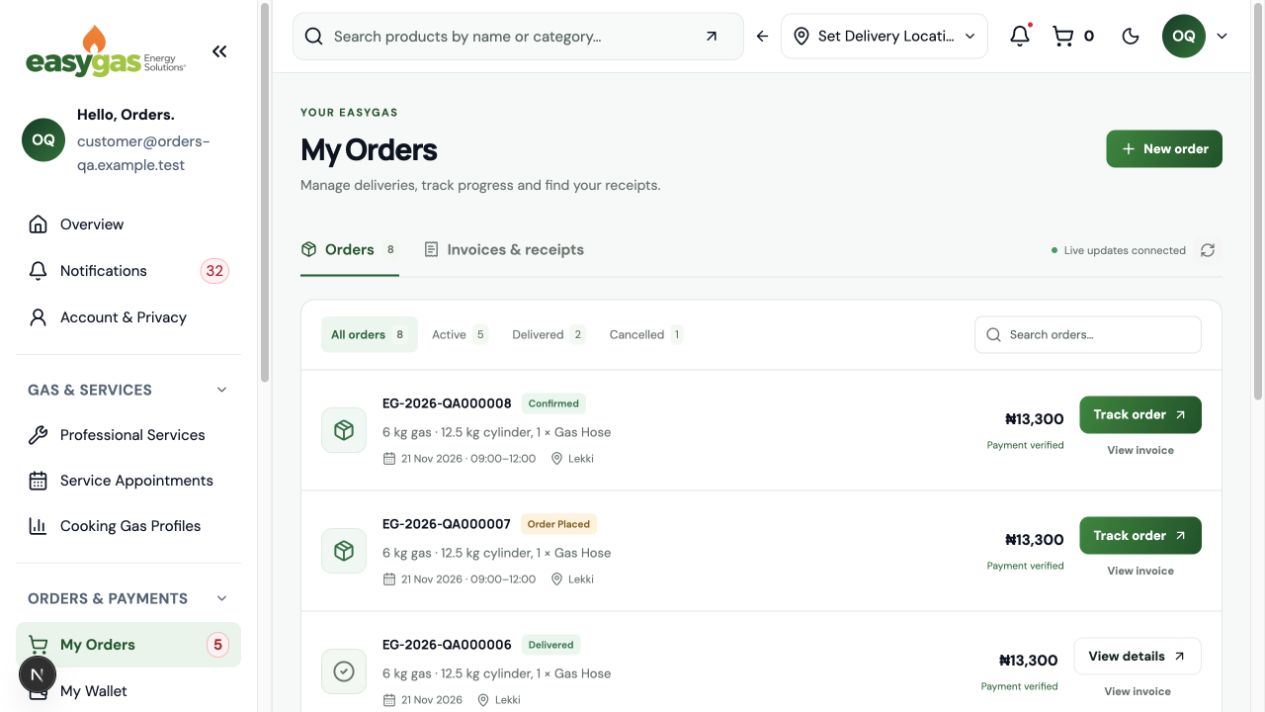 easygas Energy Solutions
Search products by name or category...
Set Delivery Locati...
0
OQ
OQ
Hello, Orders.
customer@orders-
qa.example.test
Overview
Notifications 32
Account & Privacy
GAS & SERVICES
Professional Services
Service Appointments
Cooking Gas Profiles
ORDERS & PAYMENTS
My Orders 5
N
My Wallet
YOUR EASYGAS
My Orders
Manage deliveries, track progress and find your receipts.
+ New order
Orders 8
Invoices & receipts
Live updates connected
All orders 8
Active 5
Delivered 2
Cancelled 1
Search orders...
EG-2026-QA000008 Confirmed
6 kg gas · 12.5 kg cylinder, 1 × Gas Hose
21 Nov 2026 · 09:00–12:00 Lekki
₦13,300
Payment verified
Track order
View invoice
EG-2026-QA000007 Order Placed
6 kg gas · 12.5 kg cylinder, 1 × Gas Hose
21 Nov 2026 · 09:00–12:00 Lekki
₦13,300
Payment verified
Track order
View invoice
EG-2026-QA000006 Delivered
6 kg gas · 12.5 kg cylinder, 1 × Gas Hose
21 Nov 2026 Lekki
₦13,300
Payment verified
View details
View invoice